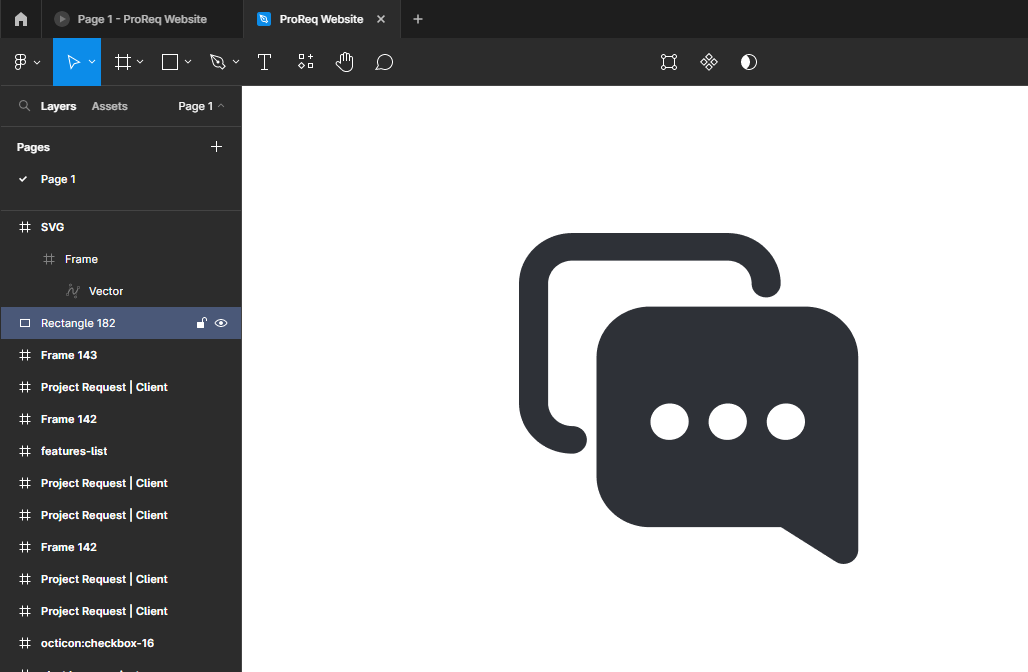 Page 1 - ProReq Website
ProReq Website
Layers
Assets
Page 1
Pages
Page 1
SVG
Frame
Vector
Rectangle 182
Frame 143
Project Request | Client
Frame 142
features-list
Project Request | Client
Project Request | Client
Frame 142
Project Request | Client
Project Request | Client
octicon:checkbox-16